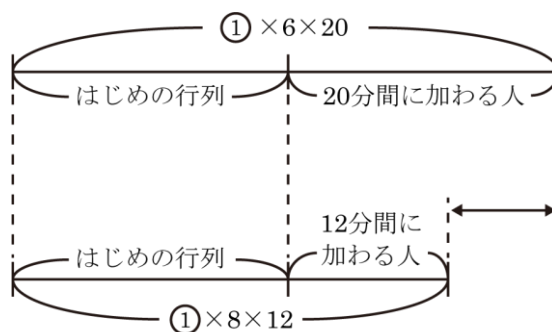 ①×6×20
はじめの行列 20分間に加わる人
12分間に
はじめの行列 加わる人
①×8×12